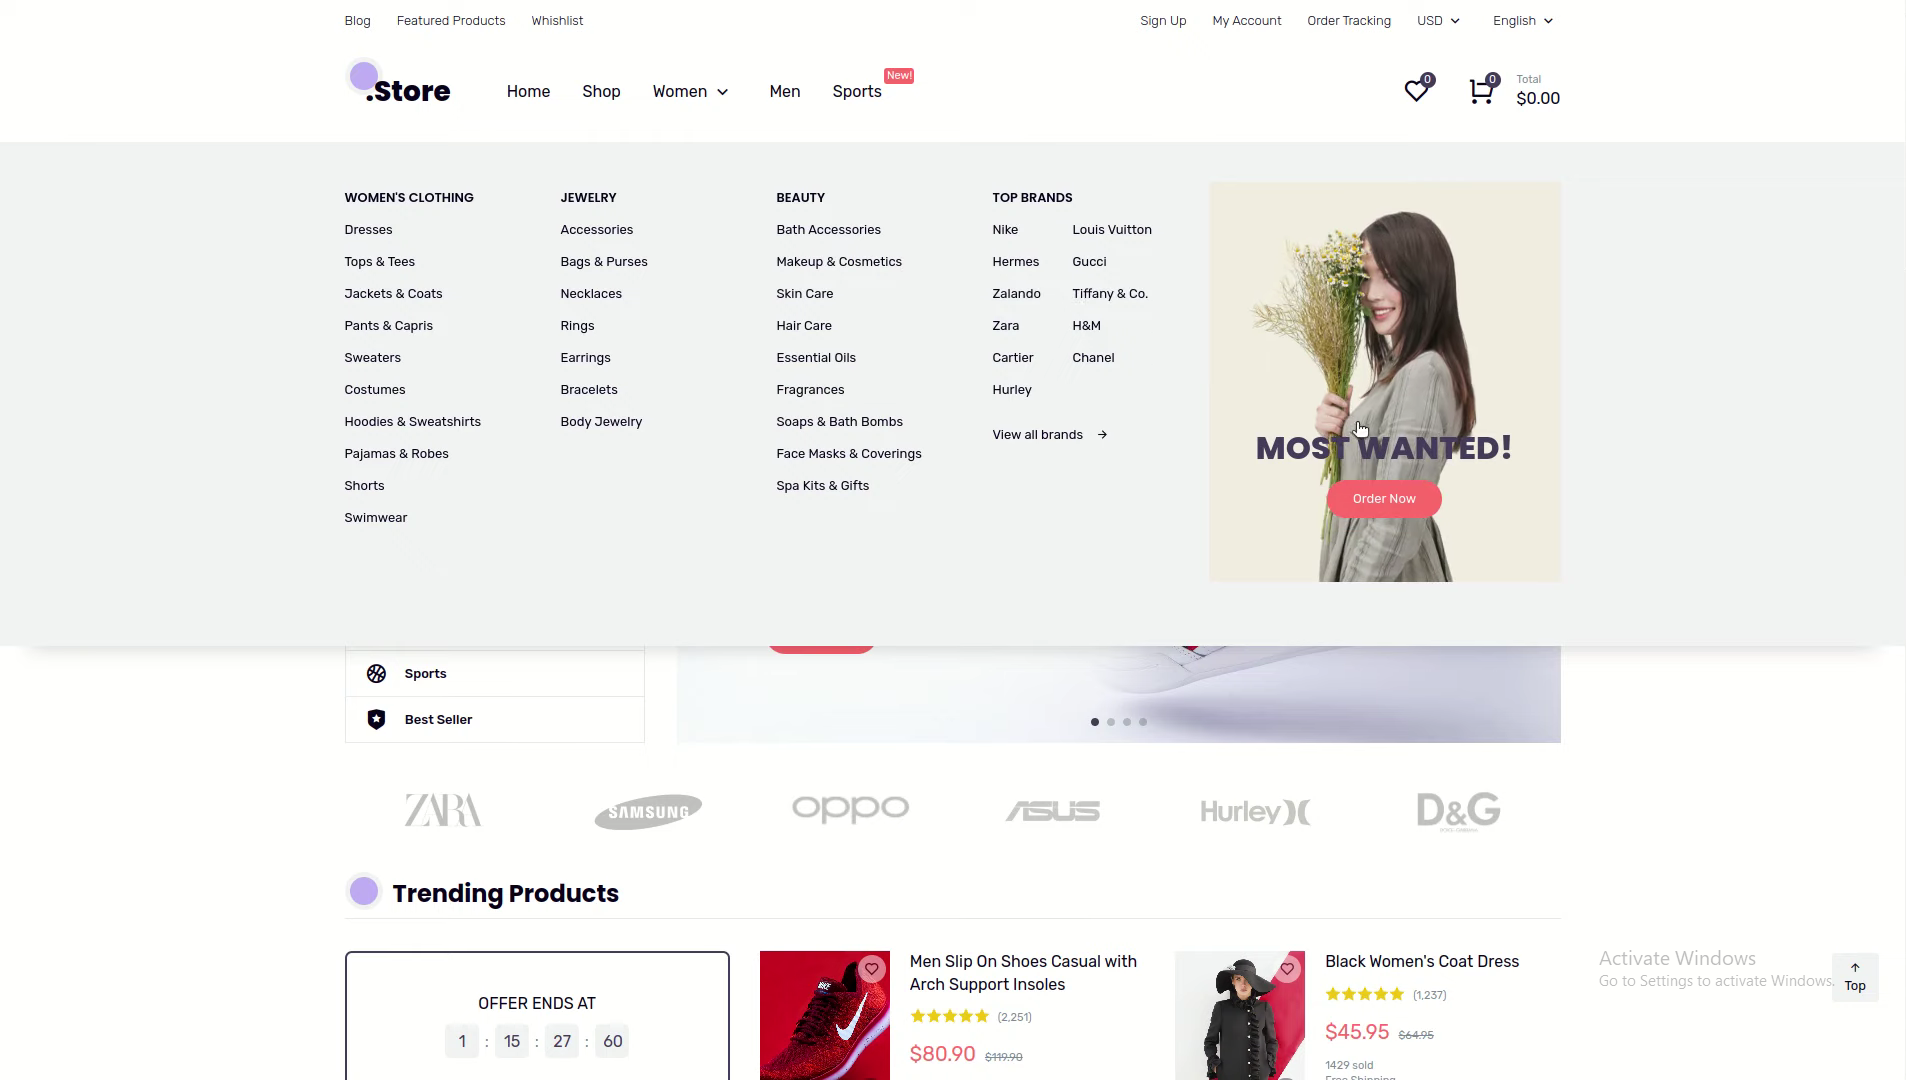 Blog Featured Products Whishlist
Sign Up My Account Order Tracking USD English
.Store
Home Shop Women Men Sports New!
0 0 Total
$0.00
WOMEN'S CLOTHING
Dresses
Tops & Tees
Jackets & Coats
Pants & Capris
Sweaters
Costumes
Hoodies & Sweatshirts
Pajamas & Robes
Shorts
Swimwear
JEWELRY
Accessories
Bags & Purses
Necklaces
Rings
Earrings
Bracelets
Body Jewelry
BEAUTY
Bath Accessories
Makeup & Cosmetics
Skin Care
Hair Care
Essential Oils
Fragrances
Soaps & Bath Bombs
Face Masks & Coverings
Spa Kits & Gifts
TOP BRANDS
Nike Louis Vuitton
Hermes Gucci
Zalando Tiffany & Co.
Zara H&M
Cartier Chanel
Hurley
View all brands
MOST WANTED!
Order Now
Sports
Best Seller
ZARA SAMSUNG oppo ASUS Hurley D&G
Trending Products
OFFER ENDS AT
1 : 15 : 27 : 60
Men Slip On Shoes Casual with
Arch Support Insoles
(2,251)
$80.90 $119.90
Black Women's Coat Dress
(1,237)
$45.95 $64.95
1429 sold
Free Shipping
Activate Windows
Go to Settings to activate Windows.
Top